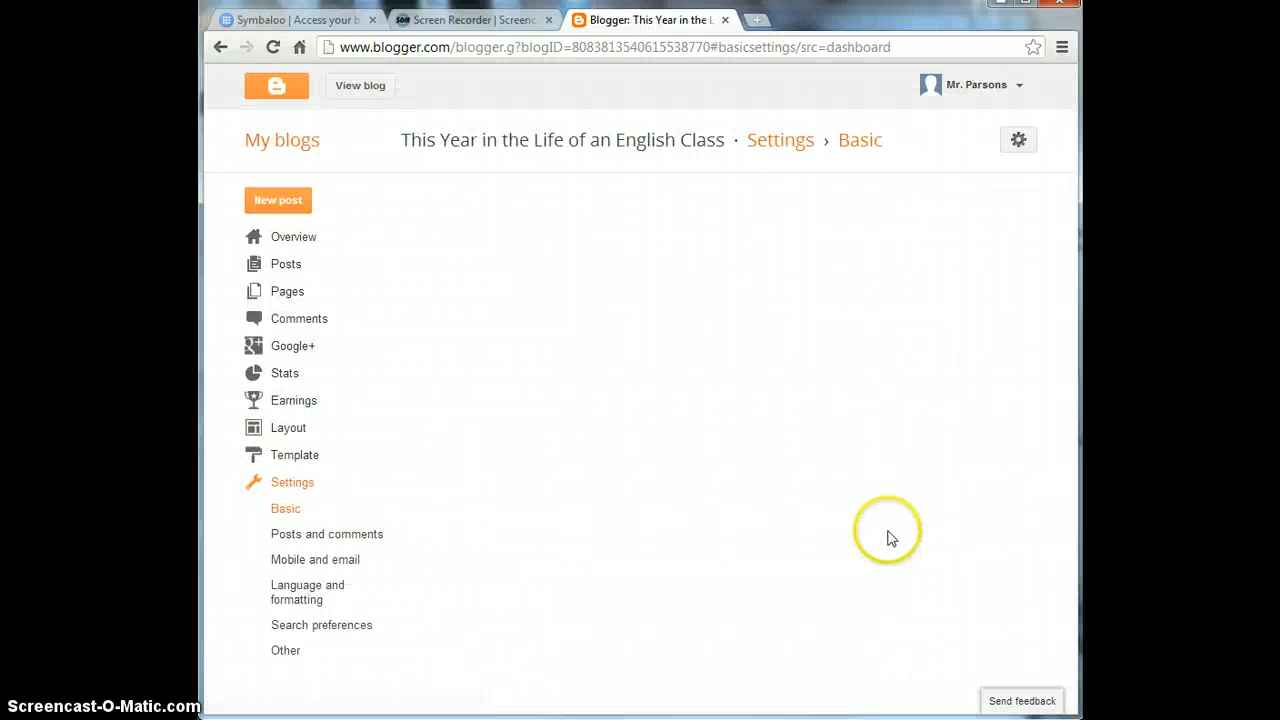 Symbaloo | Access your b
Screen Recorder | Screenc
Blogger: This Year in the L
www.blogger.com/blogger.g?blogID=8083813540615538770#basicsettings/src=dashboard
View blog
Mr. Parsons
My blogs
This Year in the Life of an English Class · Settings › Basic
New post
Overview
Posts
Pages
Comments
Google+
Stats
Earnings
Layout
Template
Settings
Basic
Posts and comments
Mobile and email
Language and
formatting
Search preferences
Other
Send feedback
Screencast-O-Matic.com